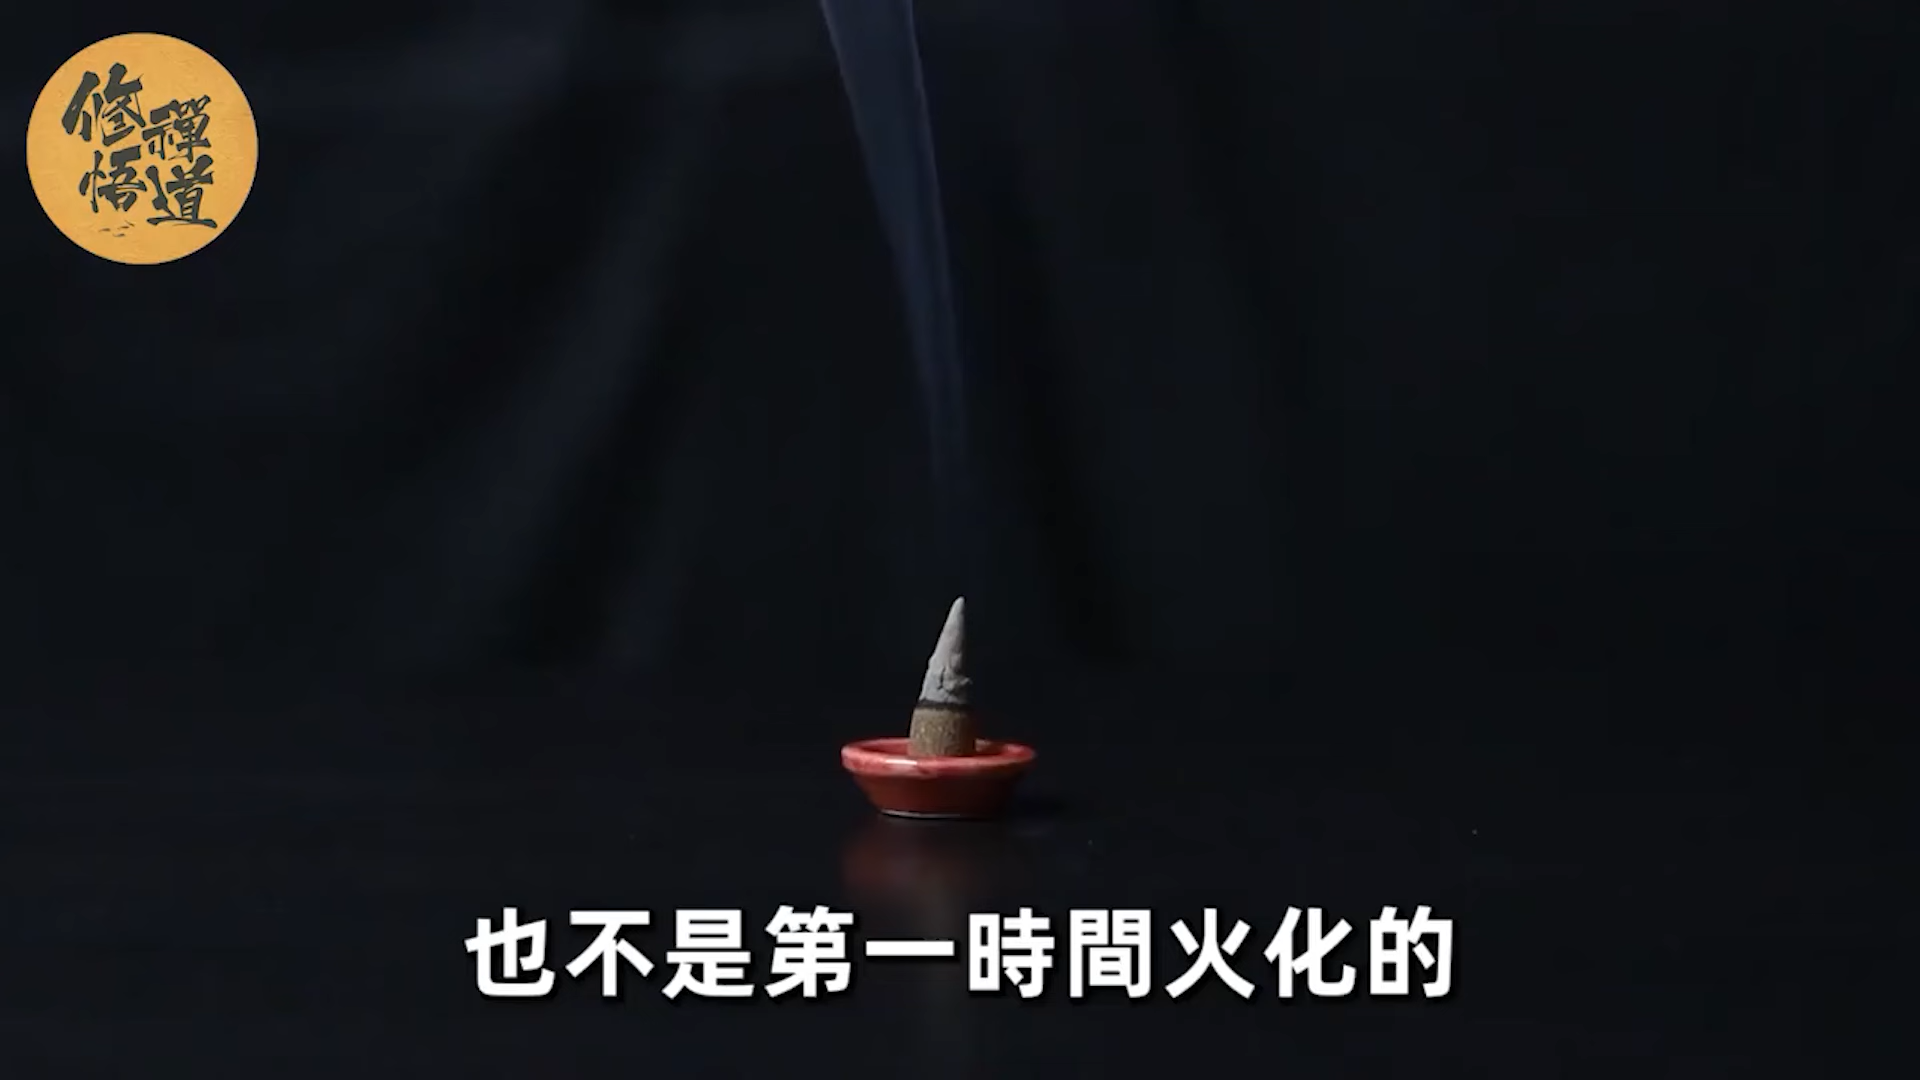 修禪
悟道
也不是第一時間火化的